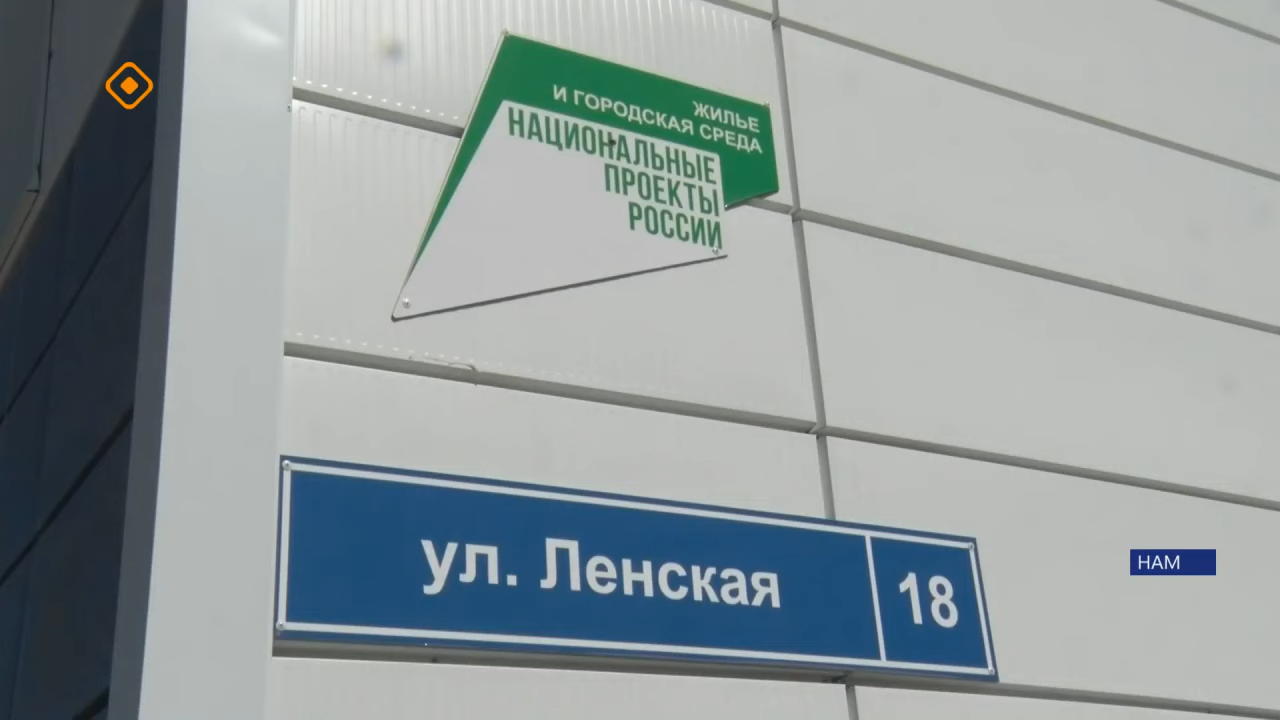 ЖИЛЬЕ
И ГОРОДСКАЯ СРЕДА
НАЦИОНАЛЬНЫЕ
ПРОЕКТЫ
РОССИИ
ул. Ленская 18
НАМ